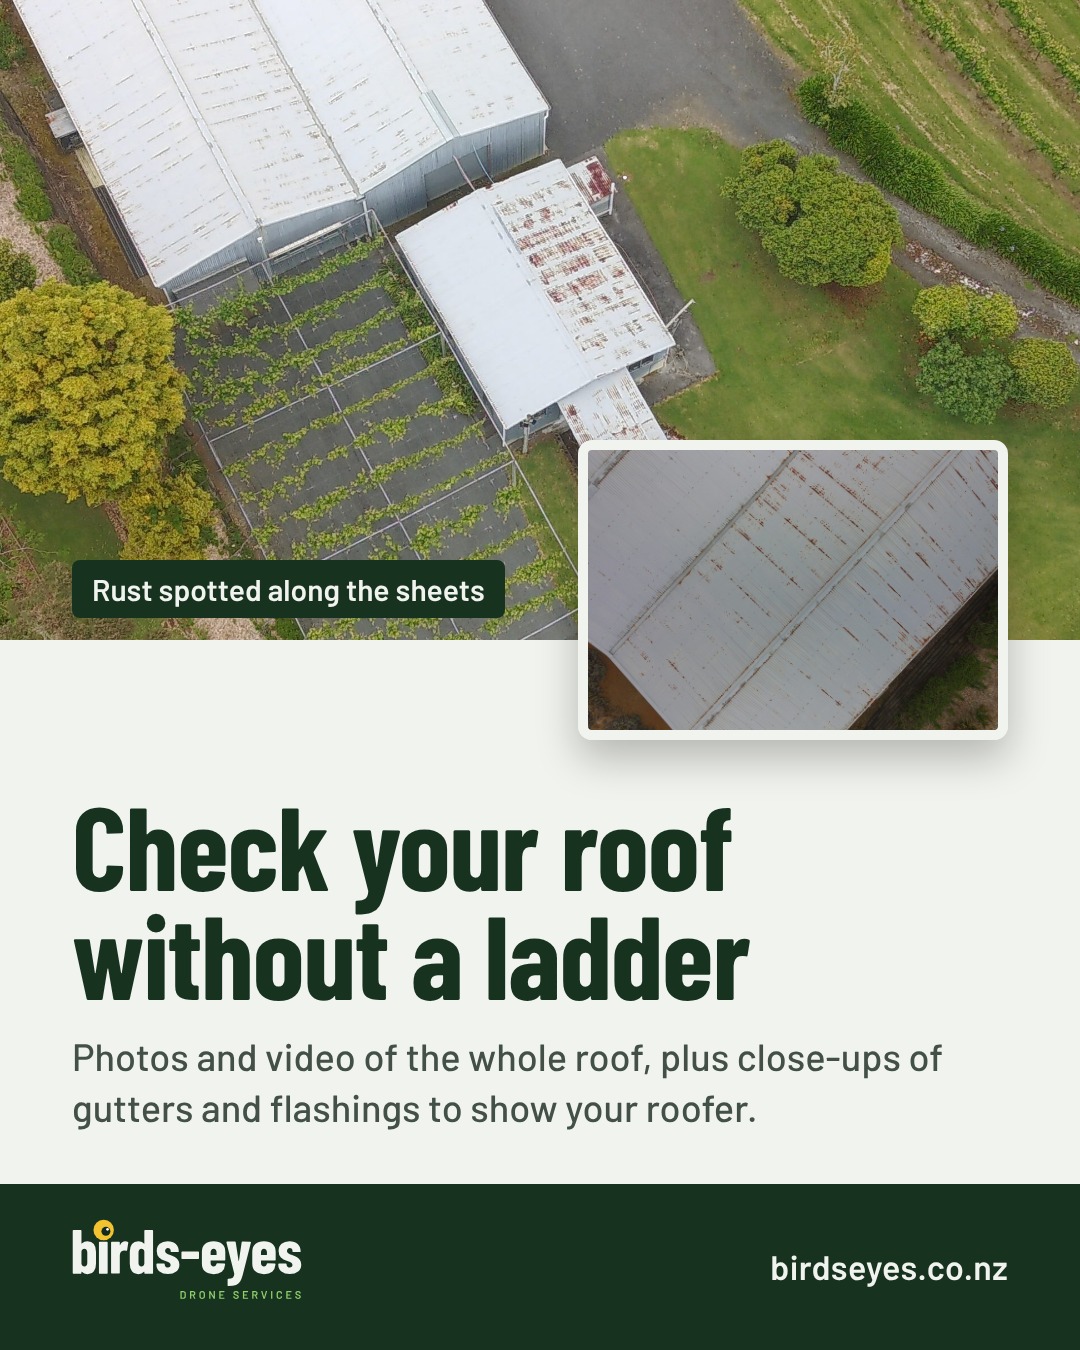 Rust spotted along the sheets
Check your roof
without a ladder
Photos and video of the whole roof, plus close-ups of
gutters and flashings to show your roofer.
birds-eyes
DRONE SERVICES
birdseyes.co.nz